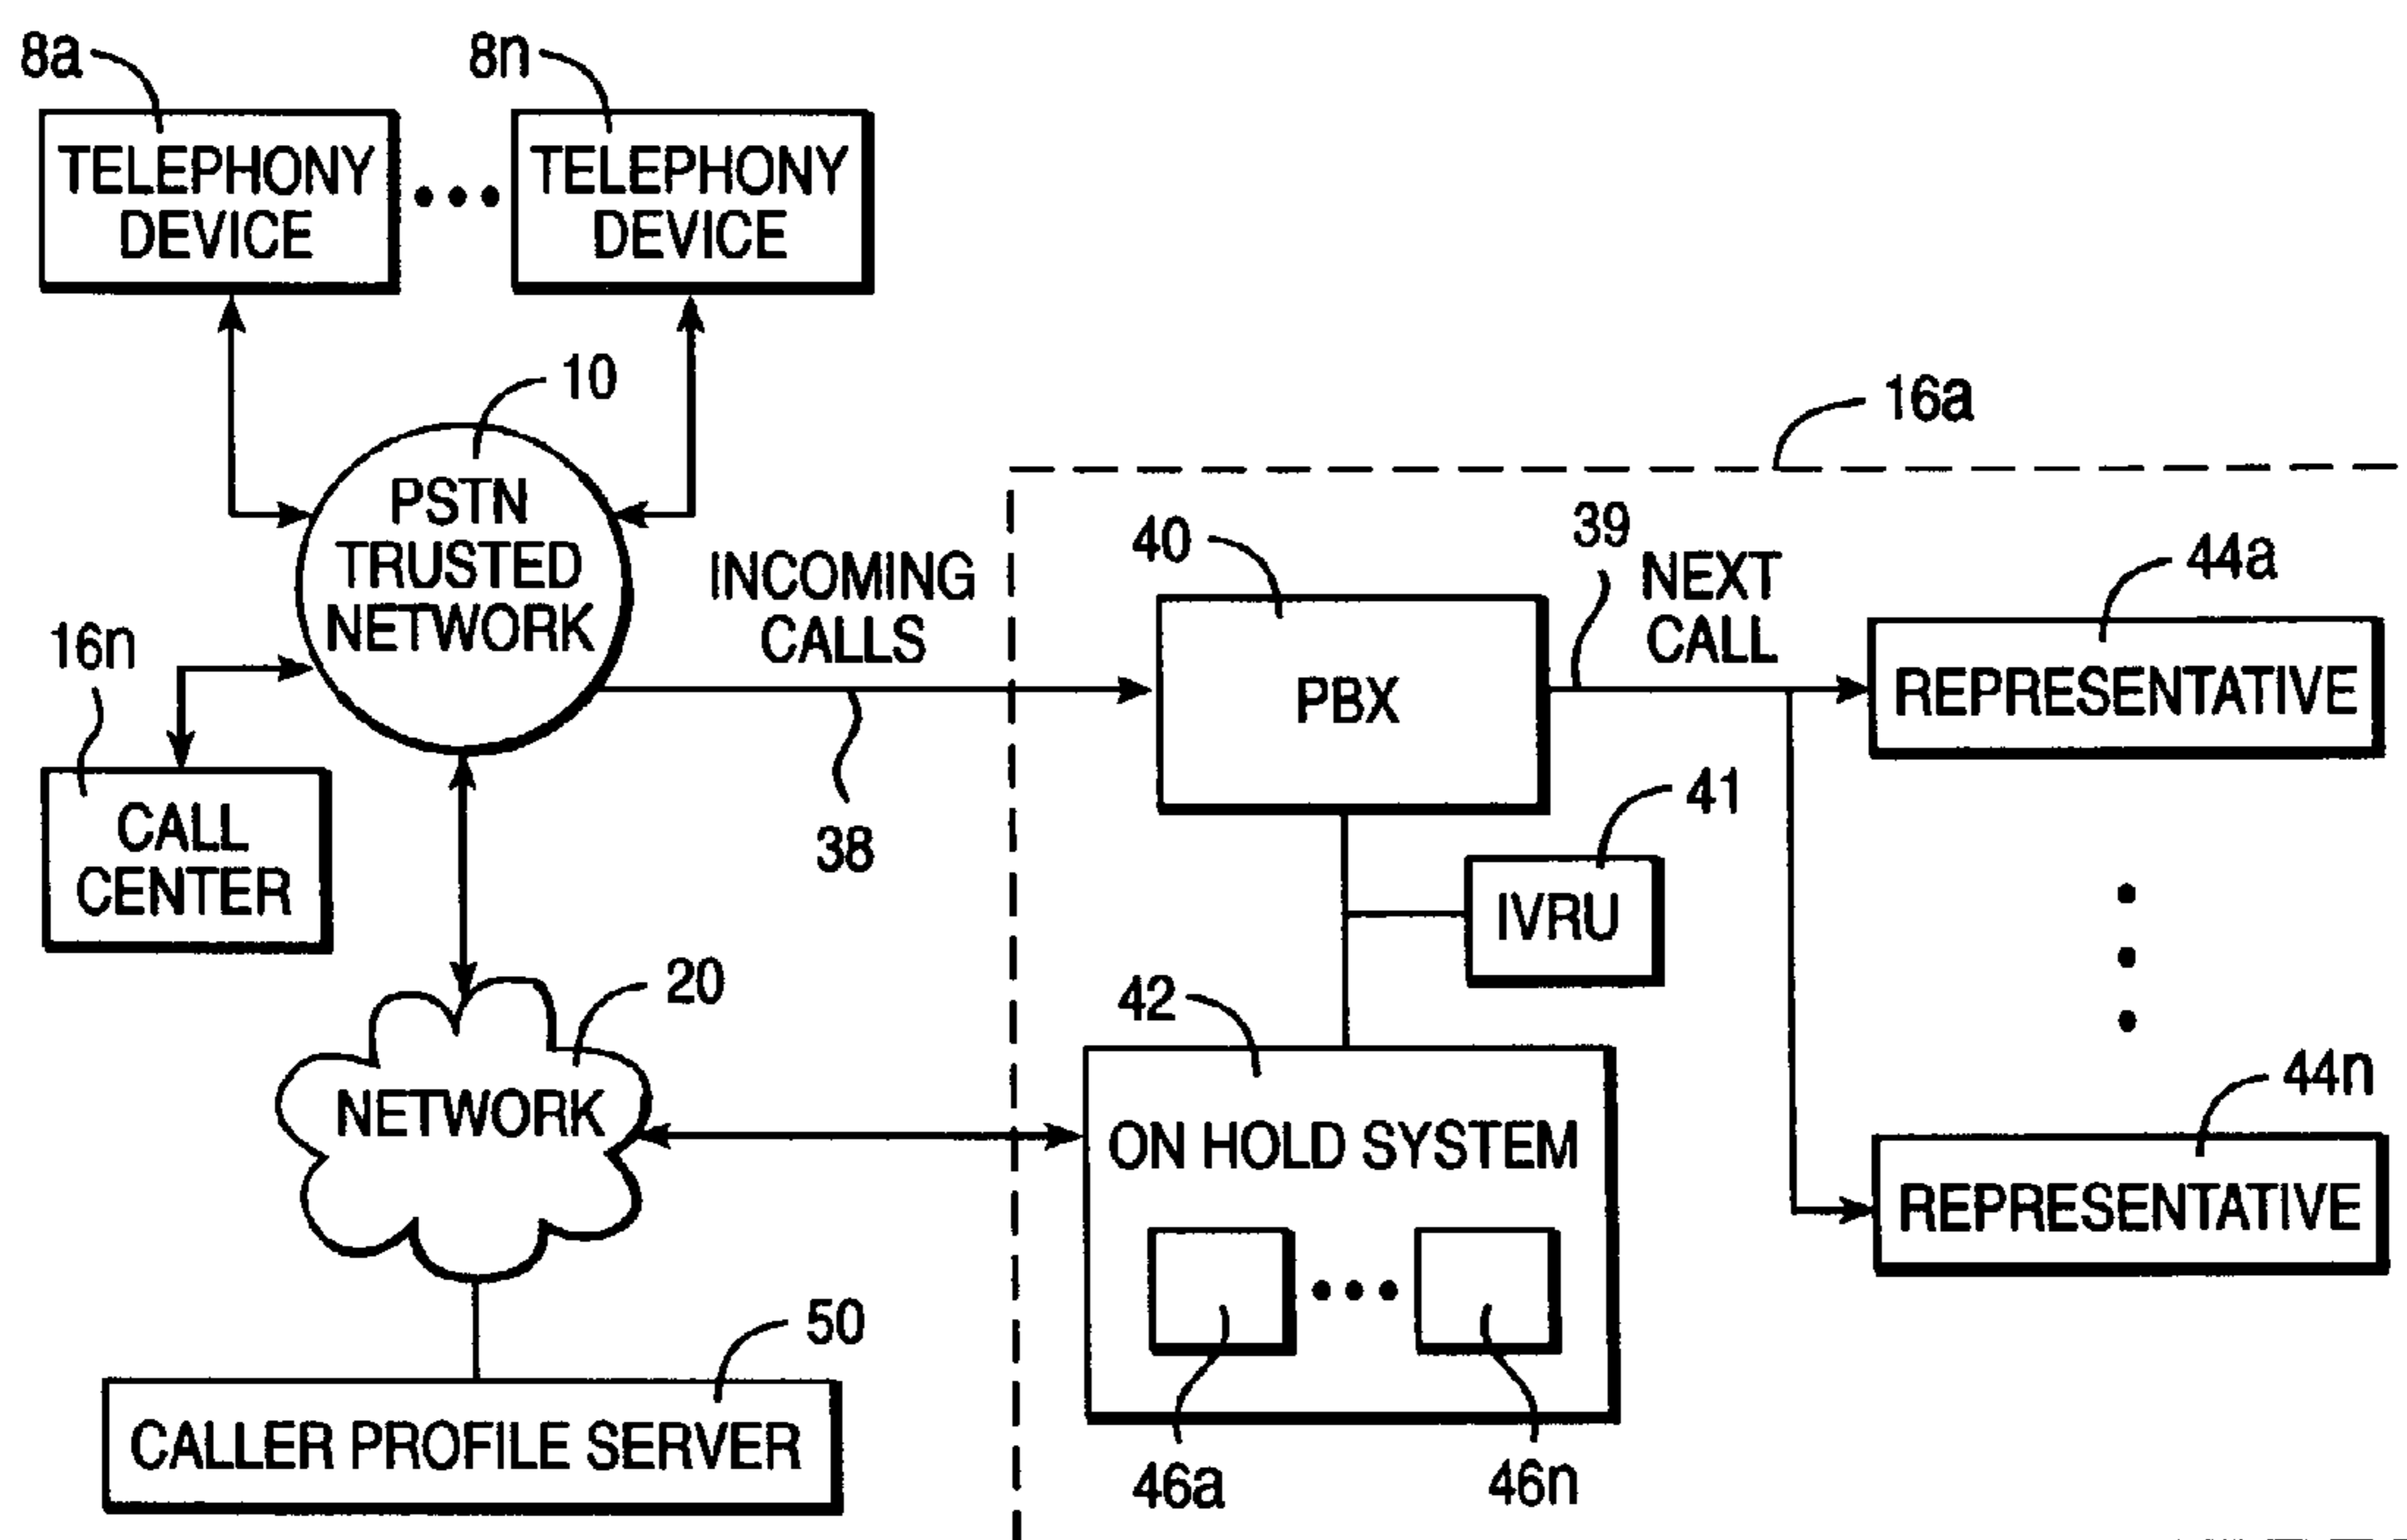 8a
8n
TELEPHONY
DEVICE
TELEPHONY
DEVICE
10
PSTN
TRUSTED
NETWORK
16n
CALL
CENTER
INCOMING
CALLS
38
16a
40
PBX
39
NEXT
CALL
44a
REPRESENTATIVE
41
IVRU
20
NETWORK
42
ON HOLD SYSTEM
46a
46n
44n
REPRESENTATIVE
50
CALLER PROFILE SERVER